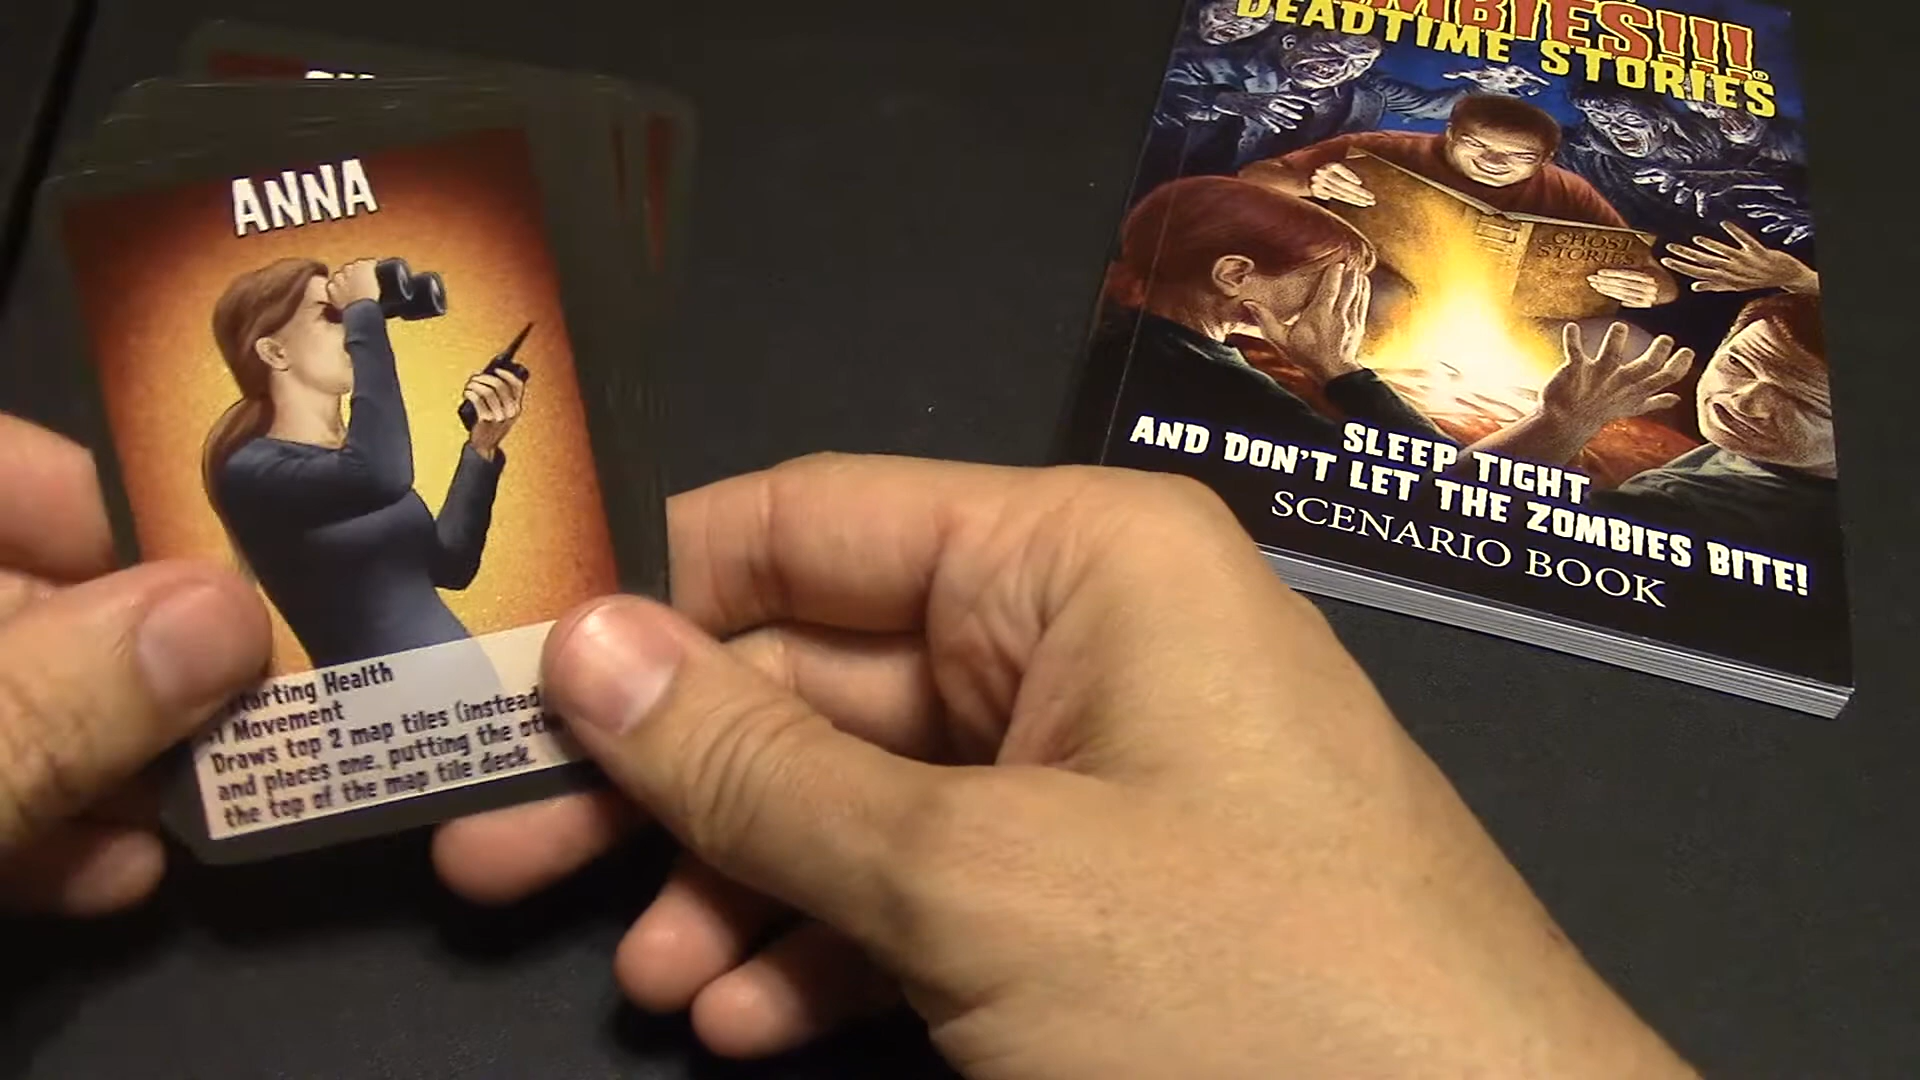 ANNA
Starting Health
Movement
Draws top 2 map tiles (instead
and places one, putting the
the top of the map tile deck.
DEADTIME STORIES
GHOST
STORIES
SLEEP TIGHT
AND DON'T LET THE ZOMBIES BITE!
SCENARIO BOOK